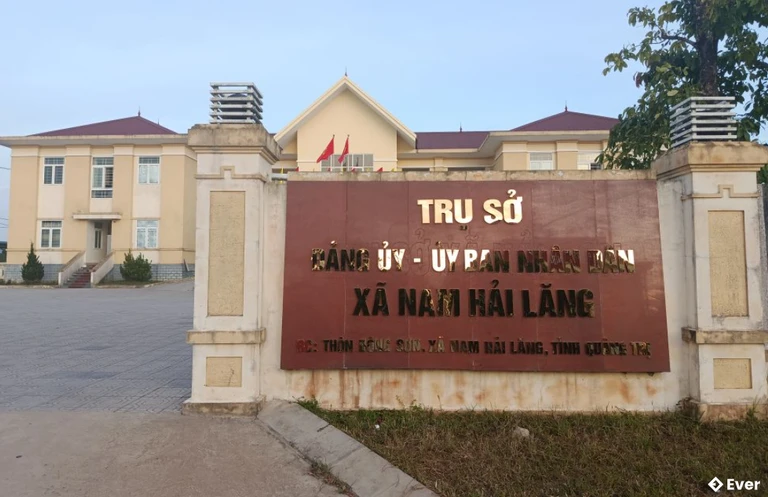 TRỤ SỞ
ĐẢNG ỦY - ỦY BAN NHÂN DÂN
XÃ NAM HẢI LĂNG
ĐC: THÔN ĐÔNG SƠN, XÃ NAM HẢI LĂNG, TỈNH QUẢNG TRỊ
Ever